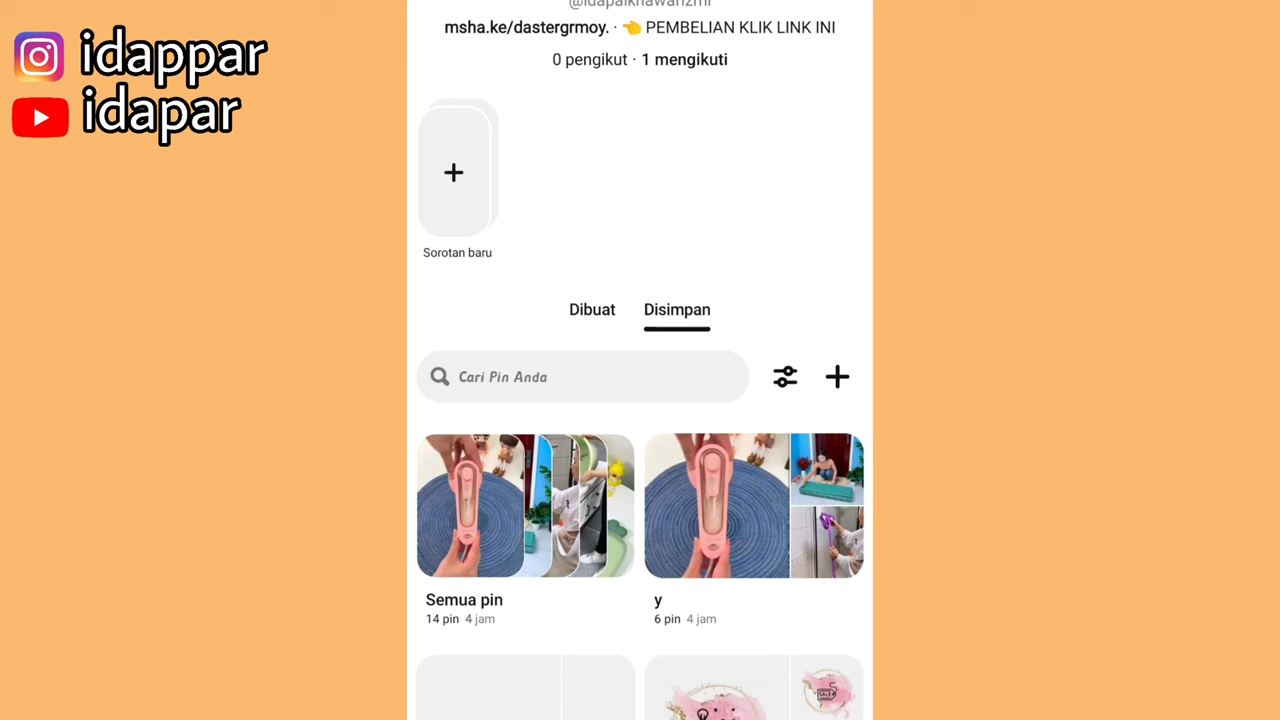 idappar
idapar
msha.ke/dastergrmoy. · 👈 PEMBELIAN KLIK LINK INI
0 pengikut · 1 mengikuti
Sorotan baru
Dibuat Disimpan
Cari Pin Anda
Semua pin
14 pin 4 jam
y
6 pin 4 jam
SALE